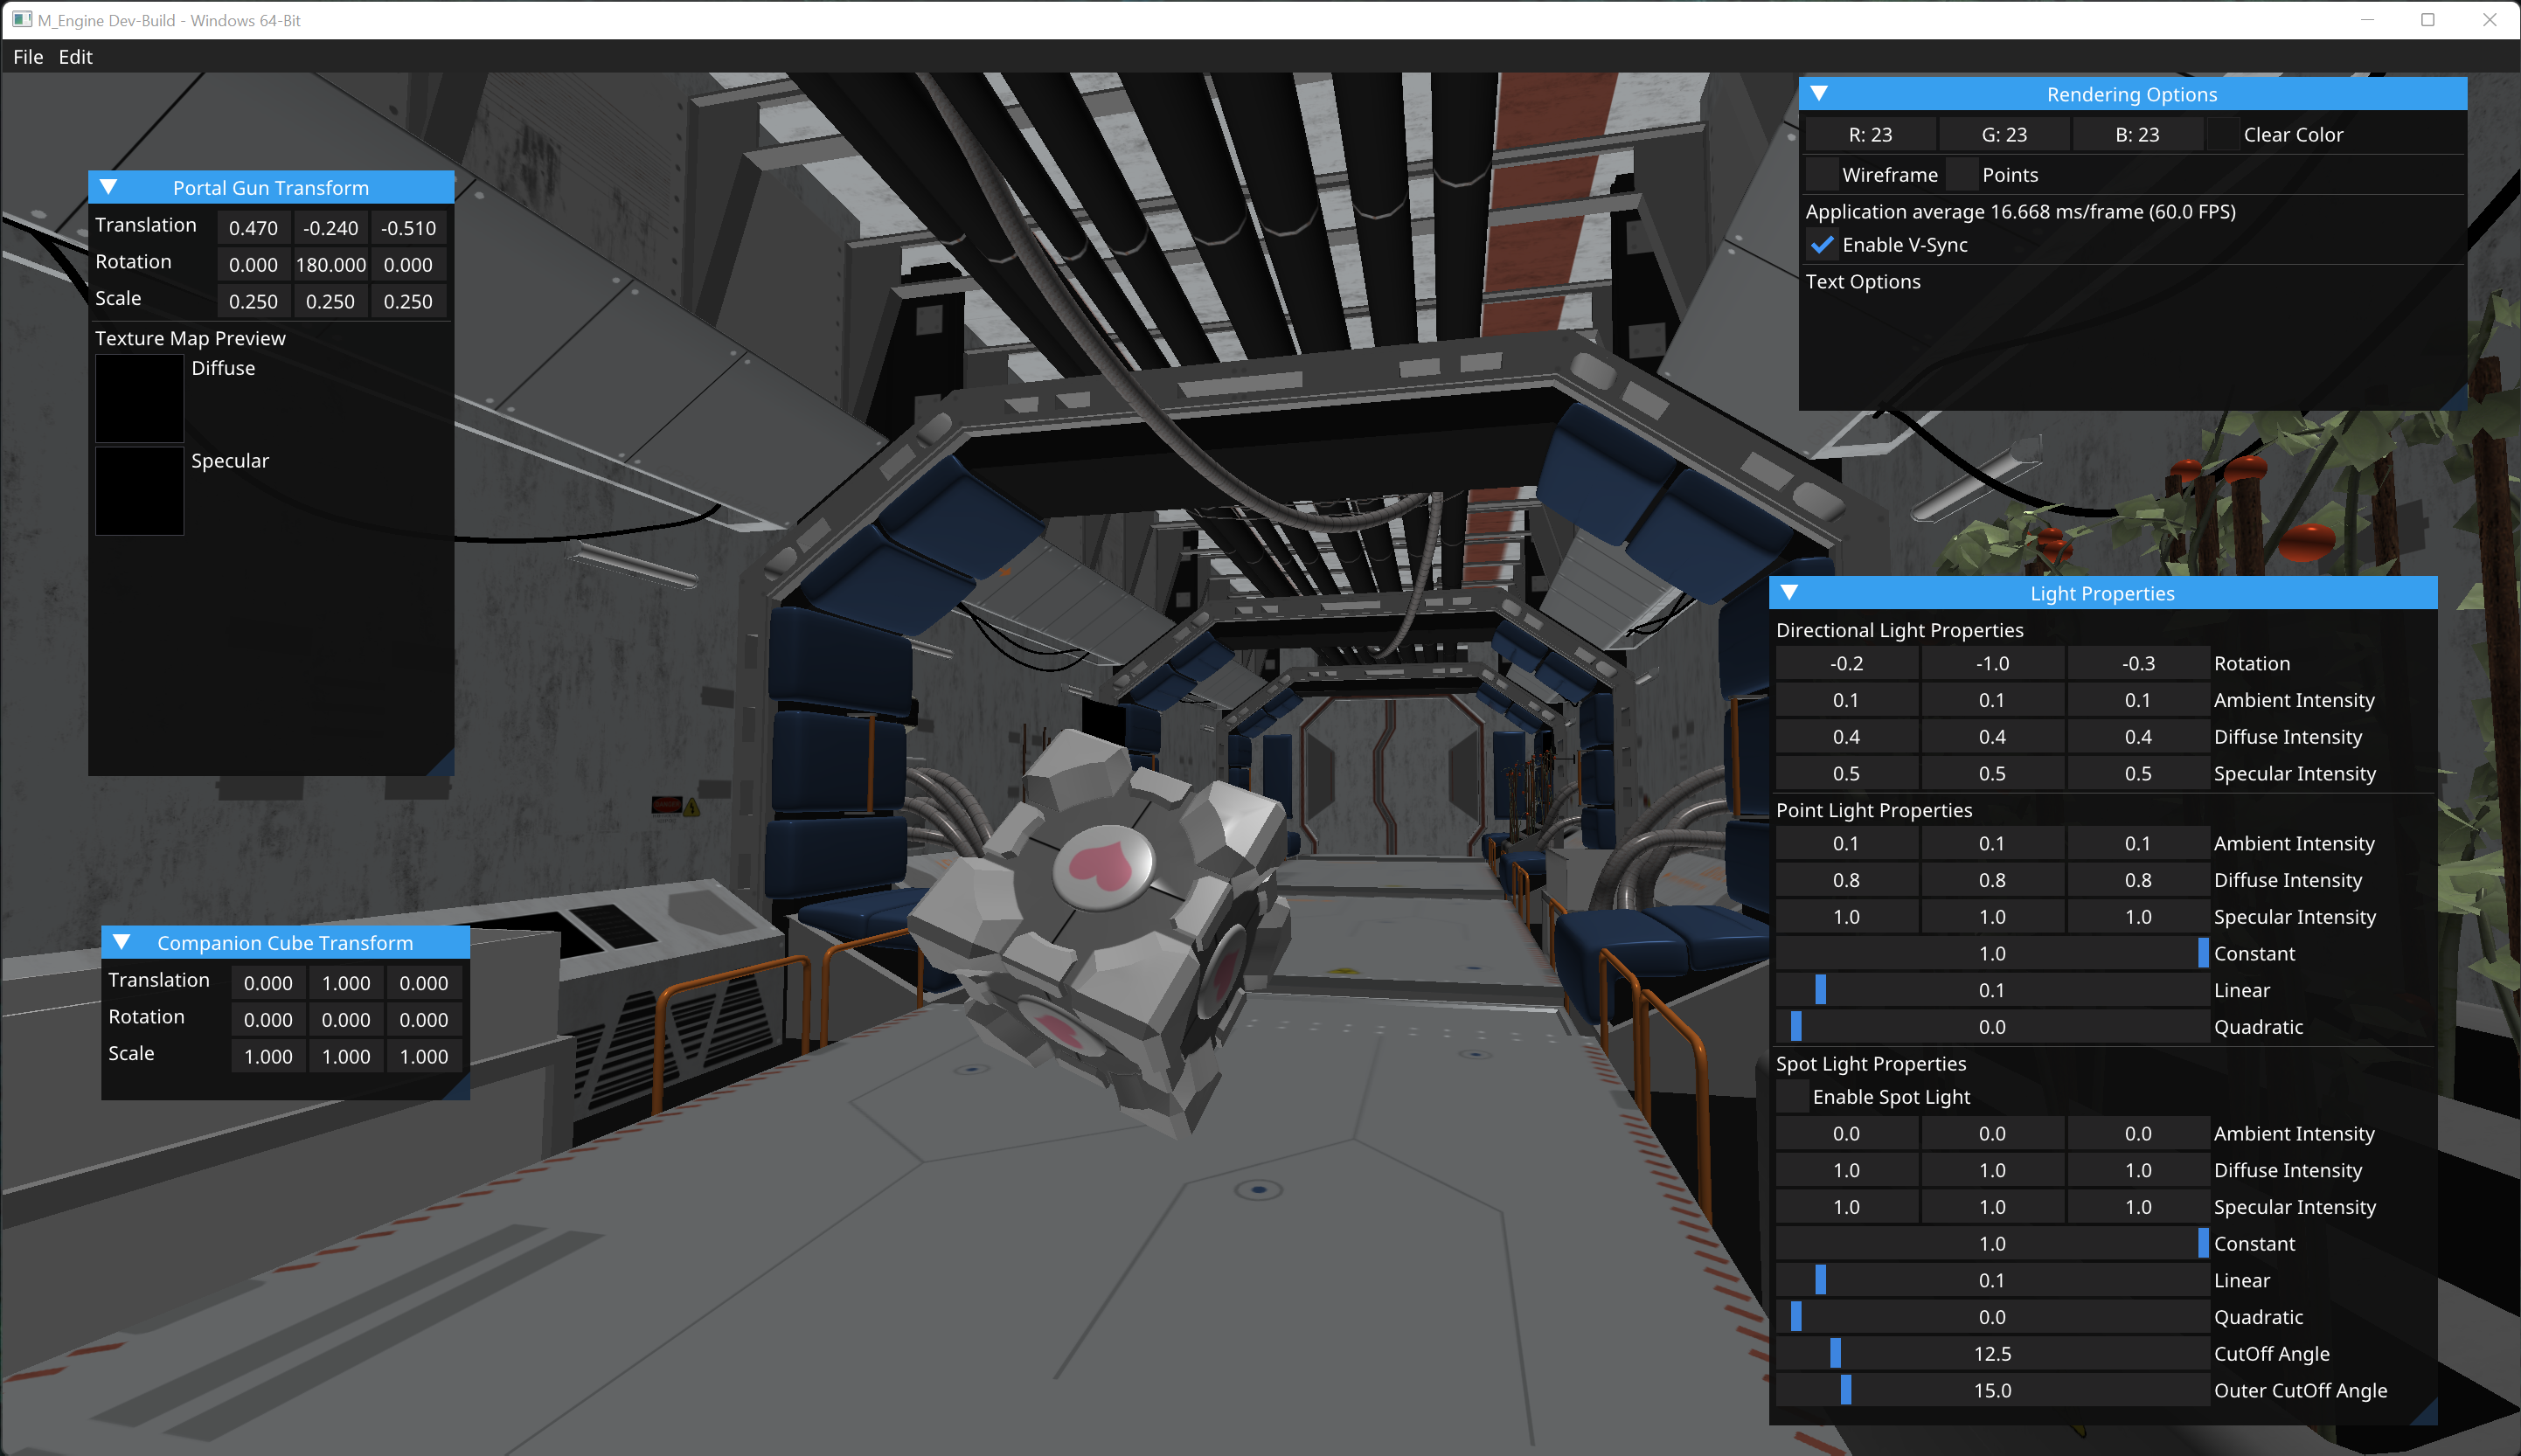 M_Engine Dev-Build - Windows 64-Bit
File Edit
Portal Gun Transform
Translation 0.470 -0.240 -0.510
Rotation 0.000 180.000 0.000
Scale 0.250 0.250 0.250
Texture Map Preview
Diffuse
Specular
Companion Cube Transform
Translation 0.000 1.000 0.000
Rotation 0.000 0.000 0.000
Scale 1.000 1.000 1.000
Rendering Options
R: 23 G: 23 B: 23 Clear Color
Wireframe Points
Application average 16.668 ms/frame (60.0 FPS)
Enable V-Sync
Text Options
Light Properties
Directional Light Properties
-0.2 -1.0 -0.3 Rotation
0.1 0.1 0.1 Ambient Intensity
0.4 0.4 0.4 Diffuse Intensity
0.5 0.5 0.5 Specular Intensity
Point Light Properties
0.1 0.1 0.1 Ambient Intensity
0.8 0.8 0.8 Diffuse Intensity
1.0 1.0 1.0 Specular Intensity
1.0 Constant
0.1 Linear
0.0 Quadratic
Spot Light Properties
Enable Spot Light
0.0 0.0 0.0 Ambient Intensity
1.0 1.0 1.0 Diffuse Intensity
1.0 1.0 1.0 Specular Intensity
1.0 Constant
0.1 Linear
0.0 Quadratic
12.5 CutOff Angle
15.0 Outer CutOff Angle